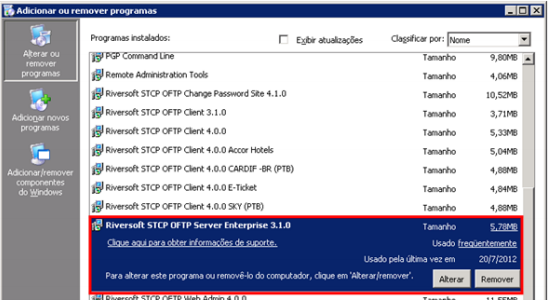 Adicionar ou remover programas
Alterar ou remover programas
Adicionar novos programas
Adicionar/remover componentes do Windows
Programas instalados:
Exibir atualizações
Classificar por: Nome
PGP Command Line Tamanho 9,80MB
Remote Administration Tools Tamanho 4,06MB
Riversoft STCP OFTP Change Password Site 4.1.0 Tamanho 10,52MB
Riversoft STCP OFTP Client 3.1.0 Tamanho 3,71MB
Riversoft STCP OFTP Client 4.0.0 Tamanho 5,33MB
Riversoft STCP OFTP Client 4.0.0 Accor Hotels Tamanho 5,04MB
Riversoft STCP OFTP Client 4.0.0 CARDIF -BR (PTB) Tamanho 4,88MB
Riversoft STCP OFTP Client 4.0.0 E-Ticket Tamanho 4,84MB
Riversoft STCP OFTP Client 4.0.0 SKY (PTB) Tamanho 4,88MB
Riversoft STCP OFTP Server Enterprise 3.1.0 Tamanho 5,78MB
Clique aqui para obter informações de suporte. Usado freqüentemente
Usado pela última vez em 20/7/2012
Para alterar este programa ou removê-lo do computador, clique em 'Alterar/remover'. Alterar Remover
Riversoft STCP OFTP Web Admin 4.0.0 Tamanho 11,55MB